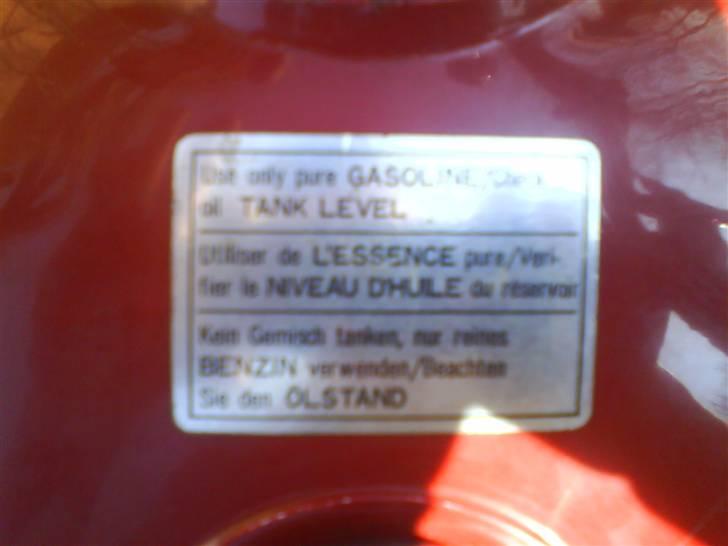 Use only pure GASOLINE/Check
oil TANK LEVEL
Utiliser de L'ESSENCE pure/Veri-
fier le NIVEAU D'HUILE du réservoir
Kein Gemisch tanken, nur reines
BENZIN verwenden/Beachten
Sie den ÖLSTAND